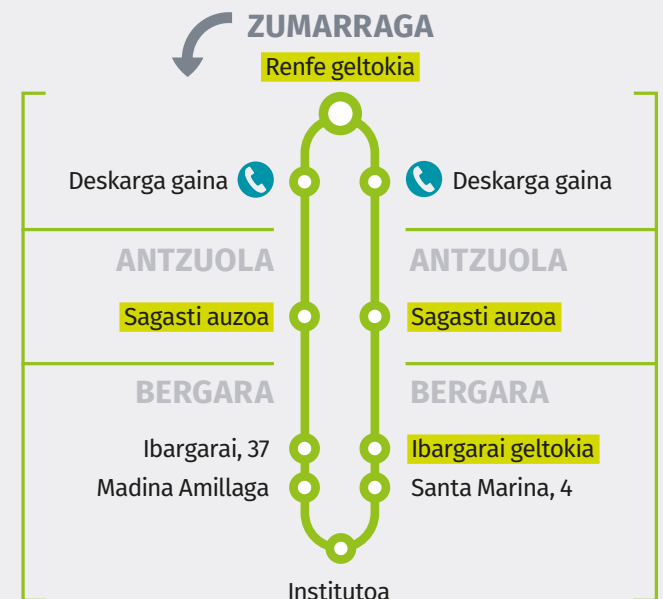 ZUMARRAGA
Renfe geltokia
Deskarga gaina Deskarga gaina
ANTZUOLA ANTZUOLA
Sagasti auzoa Sagasti auzoa
BERGARA BERGARA
Ibargarai, 37 Ibargarai geltokia
Madina Amillaga Santa Marina, 4
Institutoa